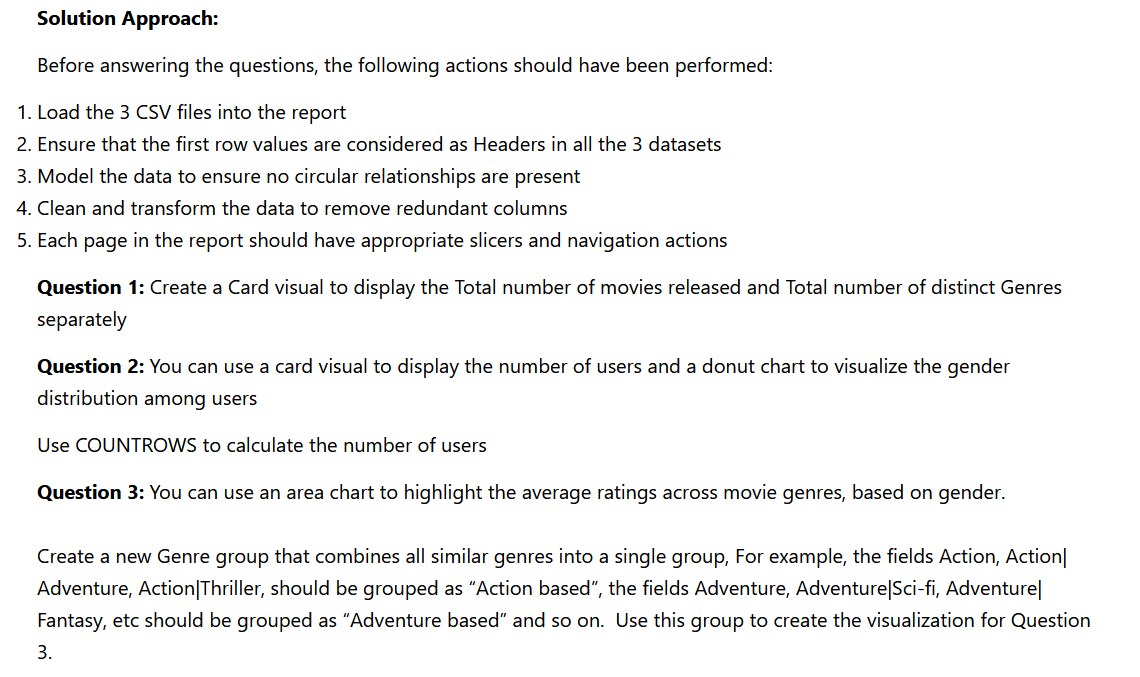 Solution Approach:
Before answering the questions, the following actions should have been performed:
1. Load the 3 CSV files into the report
2. Ensure that the first row values are considered as Headers in all the 3 datasets
3. Model the data to ensure no circular relationships are present
4. Clean and transform the data to remove redundant columns
5. Each page in the report should have appropriate slicers and navigation actions
Question 1: Create a Card visual to display the Total number of movies released and Total number of distinct Genres
separately
Question 2: You can use a card visual to display the number of users and a donut chart to visualize the gender
distribution among users
Use COUNTROWS to calculate the number of users
Question 3: You can use an area chart to highlight the average ratings across movie genres, based on gender.
Create a new Genre group that combines all similar genres into a single group, For example, the fields Action, Action|
Adventure, Action|Thriller, should be grouped as “Action based”, the fields Adventure, Adventure|Sci-fi, Adventure|
Fantasy, etc should be grouped as “Adventure based” and so on.  Use this group to create the visualization for Question
3.